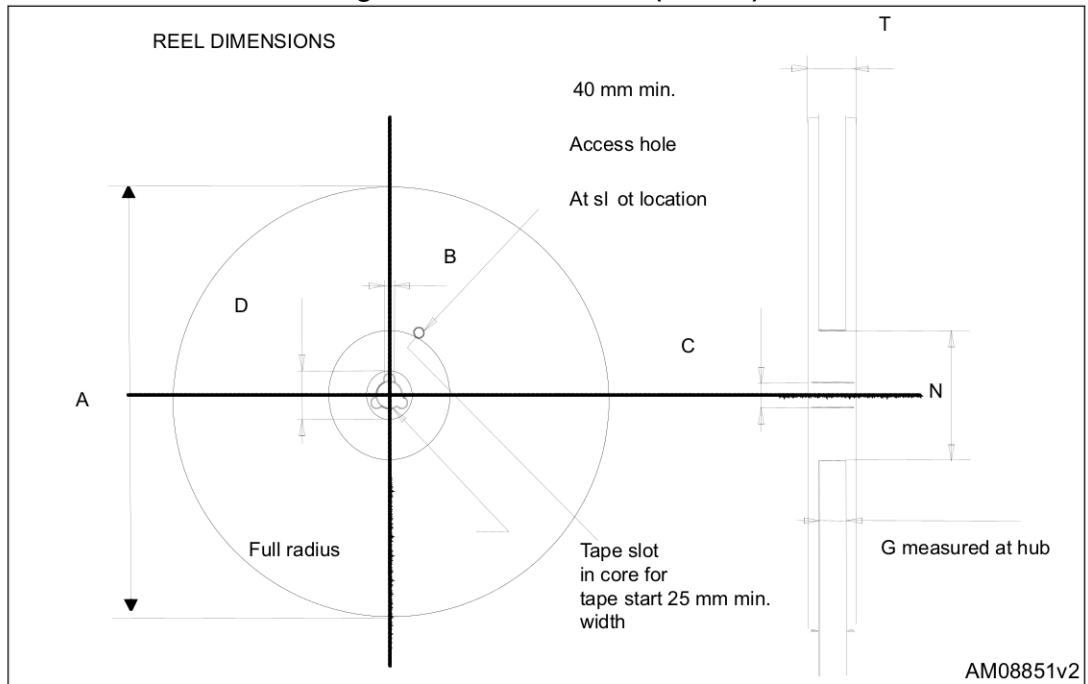 T
REEL DIMENSIONS
40 mm min.
Access hole
At sl ot location
B
D
C
A
N
Full radius
Tape slot
in core for
tape start 25 mm min.
width
G measured at hub
AM08851v2